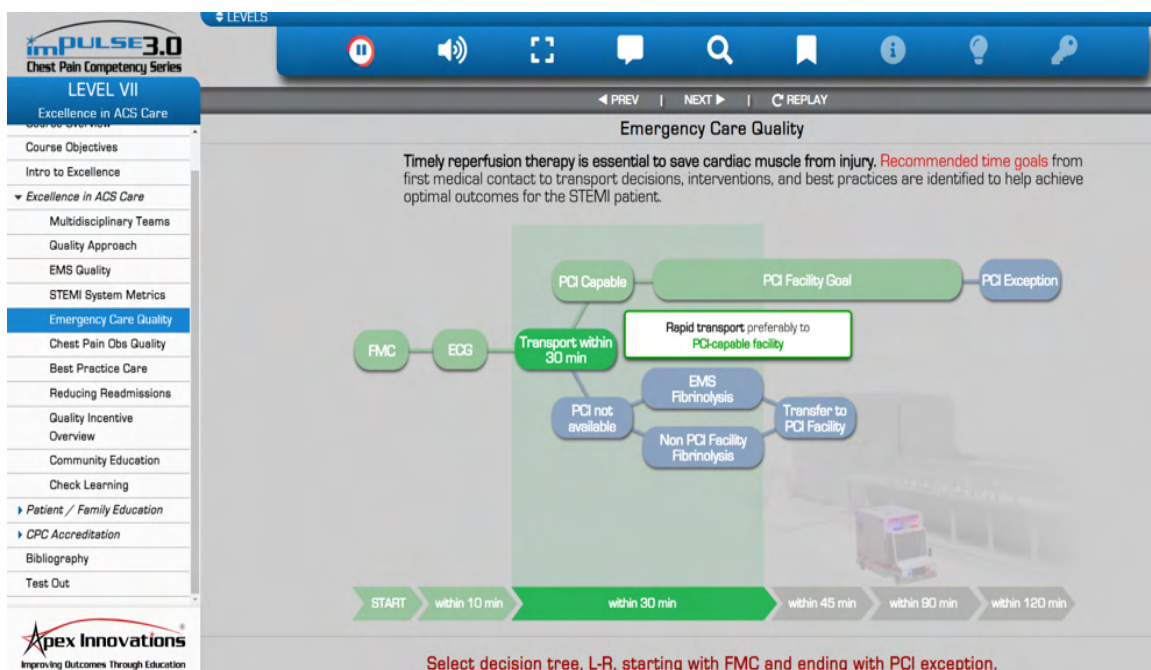 LEVELS
imPULSE3.0
Chest Pain Competency Series
LEVEL VII
Excellence in ACS Care
Course Overview
Course Objectives
Intro to Excellence
Excellence in ACS Care
Multidisciplinary Teams
Quality Approach
EMS Quality
STEMI System Metrics
Emergency Care Quality
Chest Pain Obs Quality
Best Practice Care
Reducing Readmissions
Quality Incentive
Overview
Community Education
Check Learning
Patient / Family Education
CPC Accreditation
Bibliography
Test Out
Apex Innovations®
Improving Outcomes Through Education
PREV | NEXT | REPLAY
Emergency Care Quality
Timely reperfusion therapy is essential to save cardiac muscle from injury. Recommended time goals from
first medical contact to transport decisions, interventions, and best practices are identified to help achieve
optimal outcomes for the STEMI patient.
PCI Capable
PCI Facility Goal
PCI Exception
FMC
ECG
Transport within
30 min
Rapid transport preferably to
PCI-capable facility
PCI not
available
EMS
Fibrinolysis
Non PCI Facility
Fibrinolysis
Transfer to
PCI Facility
START
within 10 min
within 30 min
within 45 min
within 90 min
within 120 min
Select decision tree, L-R, starting with FMC and ending with PCI exception.